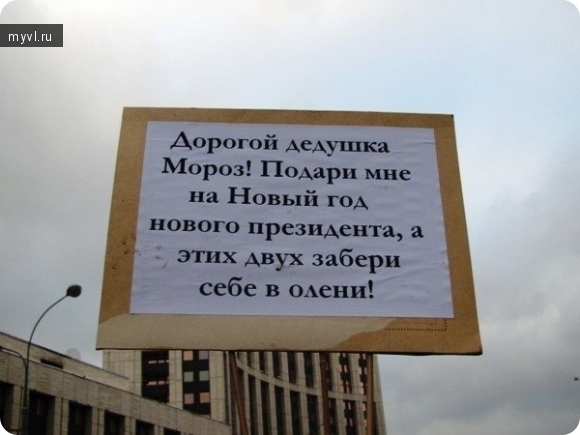 myvl.ru
Дорогой дедушка
Мороз! Подари мне
на Новый год
нового президента, а
этих двух забери
себе в олени!